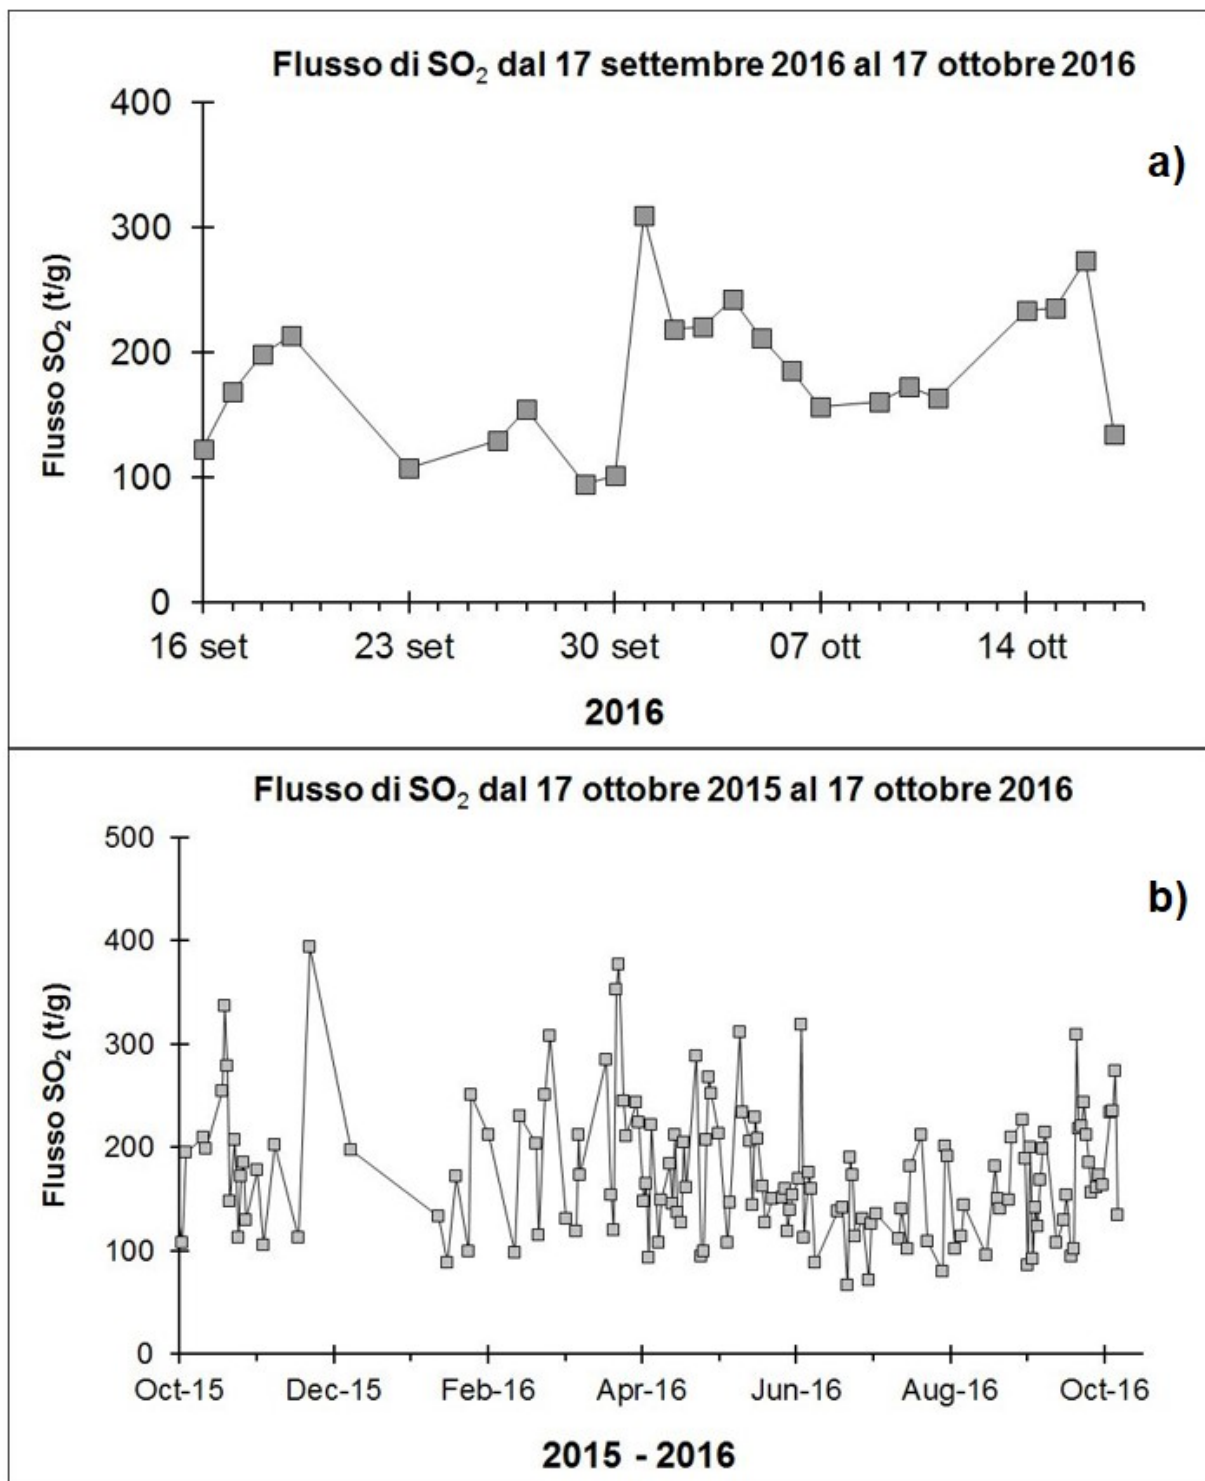 Flusso di SO₂ dal 17 settembre 2016 al 17 ottobre 2016
a)
400
300
200
100
0
Flusso SO₂ (t/g)
16 set 23 set 30 set 07 ott 14 ott
2016
Flusso di SO₂ dal 17 ottobre 2015 al 17 ottobre 2016
b)
500
400
300
200
100
0
Flusso SO₂ (t/g)
Oct-15 Dec-15 Feb-16 Apr-16 Jun-16 Aug-16 Oct-16
2015 - 2016